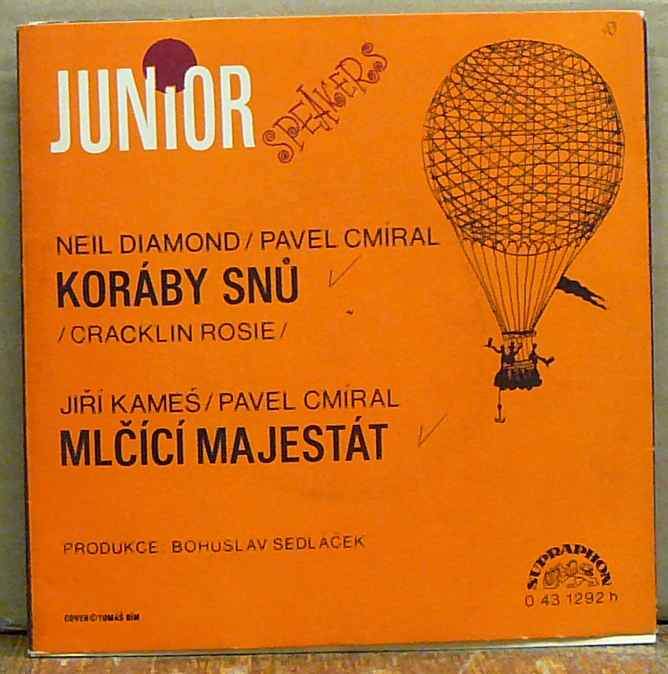 JUNiOR SPEAKERS
NEIL DIAMOND/PAVEL CMÍRAL
KORÁBY SNŮ
/CRACKLIN ROSIE/
JIŘÍ KAMEŠ/PAVEL CMÍRAL
MLČÍCÍ MAJESTÁT
PRODUKCE: BOHUSLAV SEDLÁČEK
SUPRAPHON
0 43 1292 h
COVER © TOMÁŠ BÍM